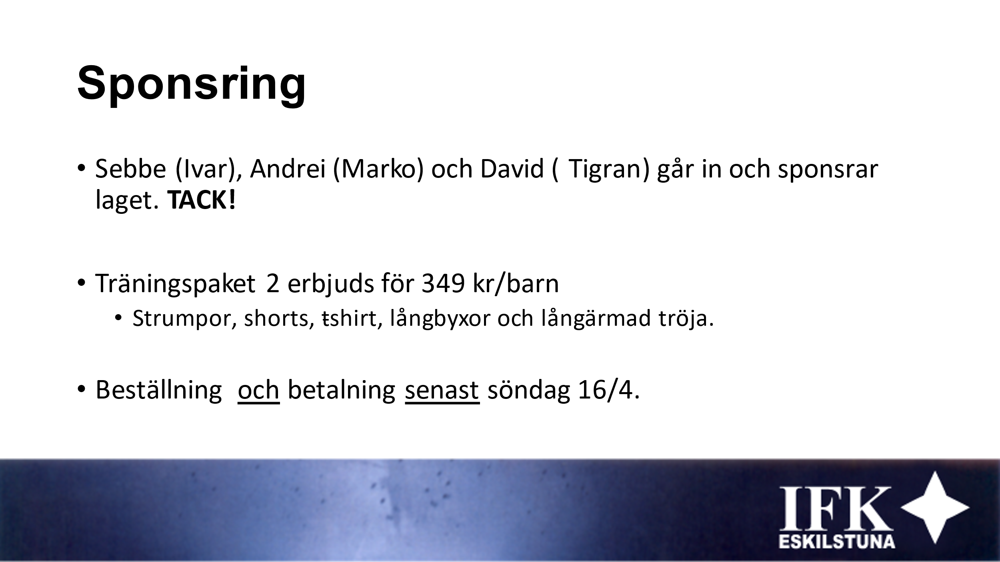 Sponsring
• Sebbe (Ivar), Andrei (Marko) och David ( Tigran) går in och sponsrar
laget. TACK!
• Träningspaket 2 erbjuds för 349 kr/barn
• Strumpor, shorts, t-shirt, långbyxor och långärmad tröja.
• Beställning och betalning senast söndag 16/4.
IFK
ESKILSTUNA